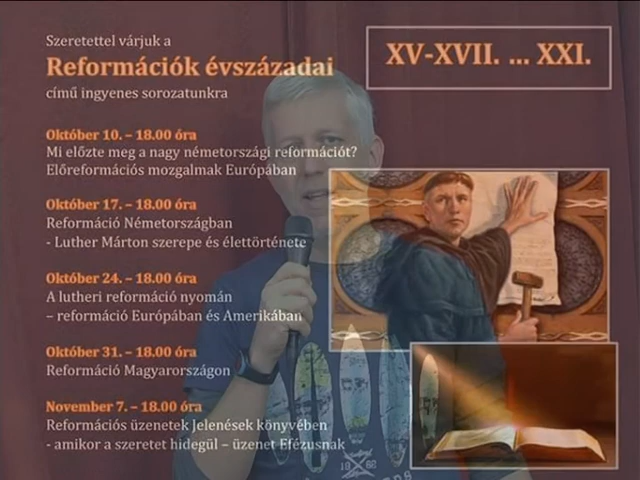 Szeretettel várjuk a
Reformációk évszázadai
című ingyenes sorozatunkra
XV-XVII. ... XXI.
Október 10. – 18.00 óra
Mi előzte meg a nagy németországi reformációt?
Előreformációs mozgalmak Európában
Október 17. – 18.00 óra
Reformáció Németországban
- Luther Márton szerepe és élettörténete
Október 24. – 18.00 óra
A lutheri reformáció nyomán
– reformáció Európában és Amerikában
Október 31. – 18.00 óra
Reformáció Magyarországon
November 7. – 18.00 óra
Reformációs üzenetek Jelenések könyvében
- amikor a szeretet hidegül – üzenet Efézusnak